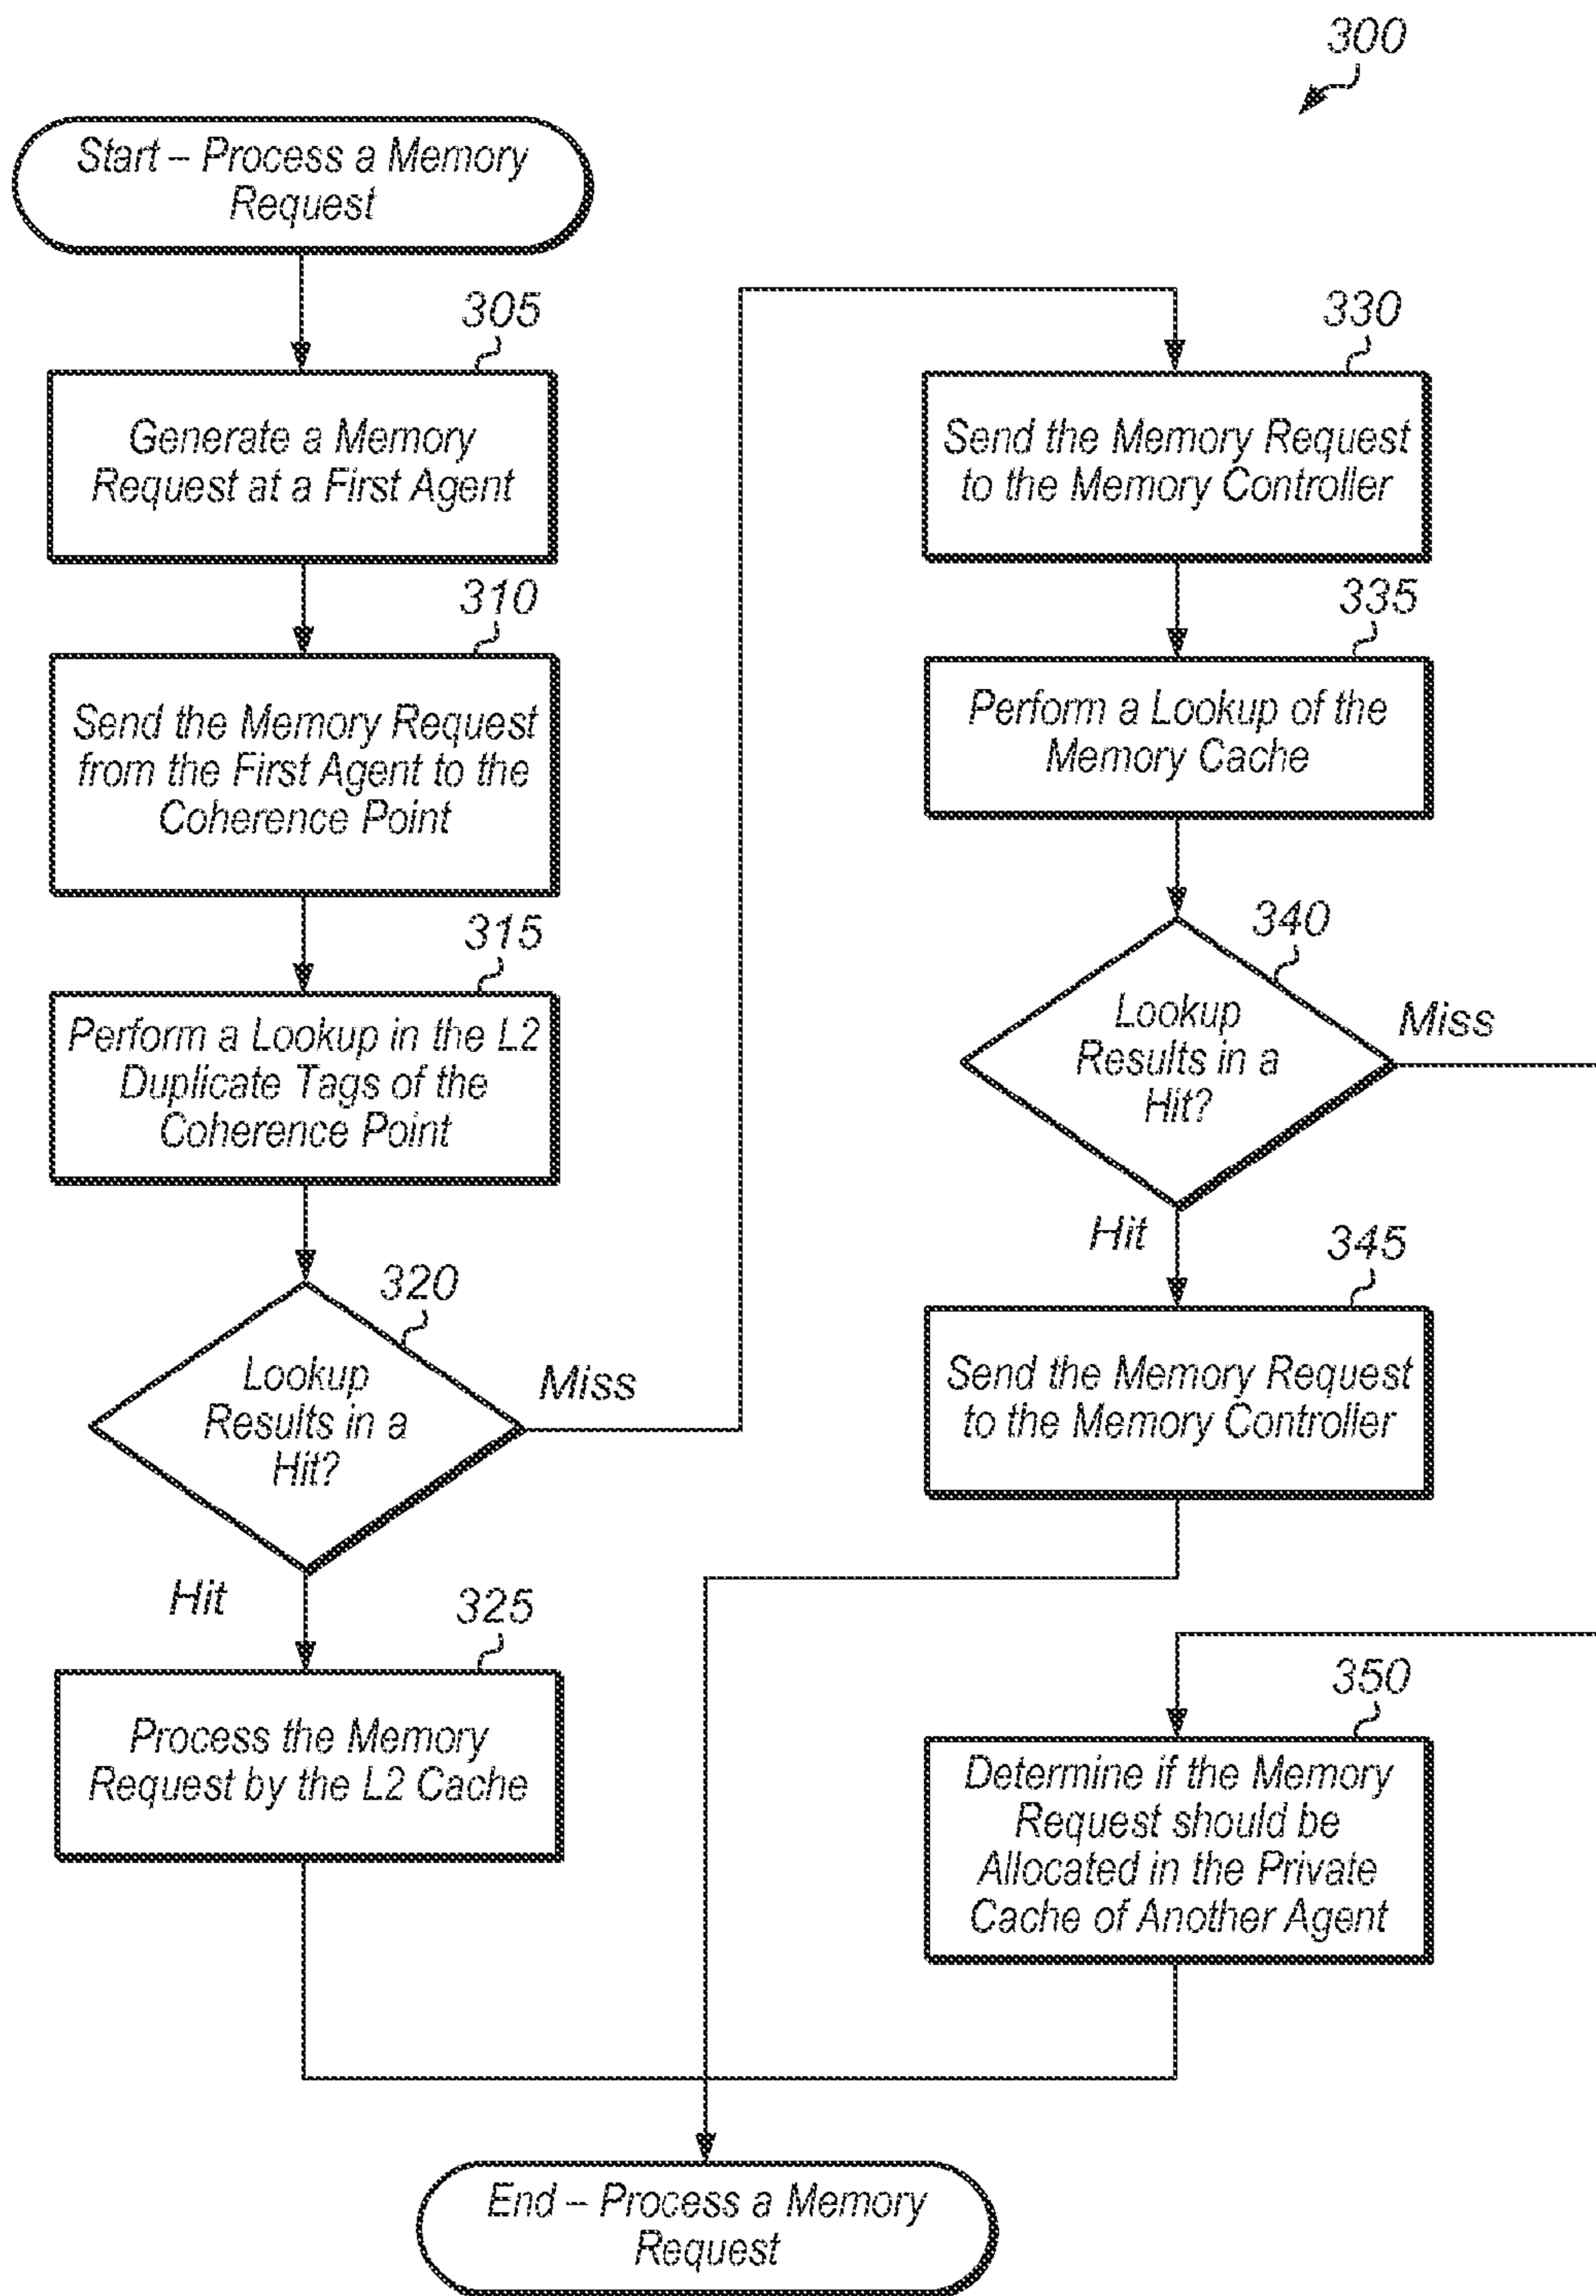 300
Start – Process a Memory
Request
305
Generate a Memory
Request at a First Agent
310
Send the Memory Request
from the First Agent to the
Coherence Point
315
Perform a Lookup in the L2
Duplicate Tags of the
Coherence Point
320
Lookup
Results in a
Hit?
Miss
Hit
325
Process the Memory
Request by the L2 Cache
330
Send the Memory Request
to the Memory Controller
335
Perform a Lookup of the
Memory Cache
340
Lookup
Results in a
Hit?
Miss
Hit
345
Send the Memory Request
to the Memory Controller
350
Determine if the Memory
Request should be
Allocated in the Private
Cache of Another Agent
End – Process a Memory
Request